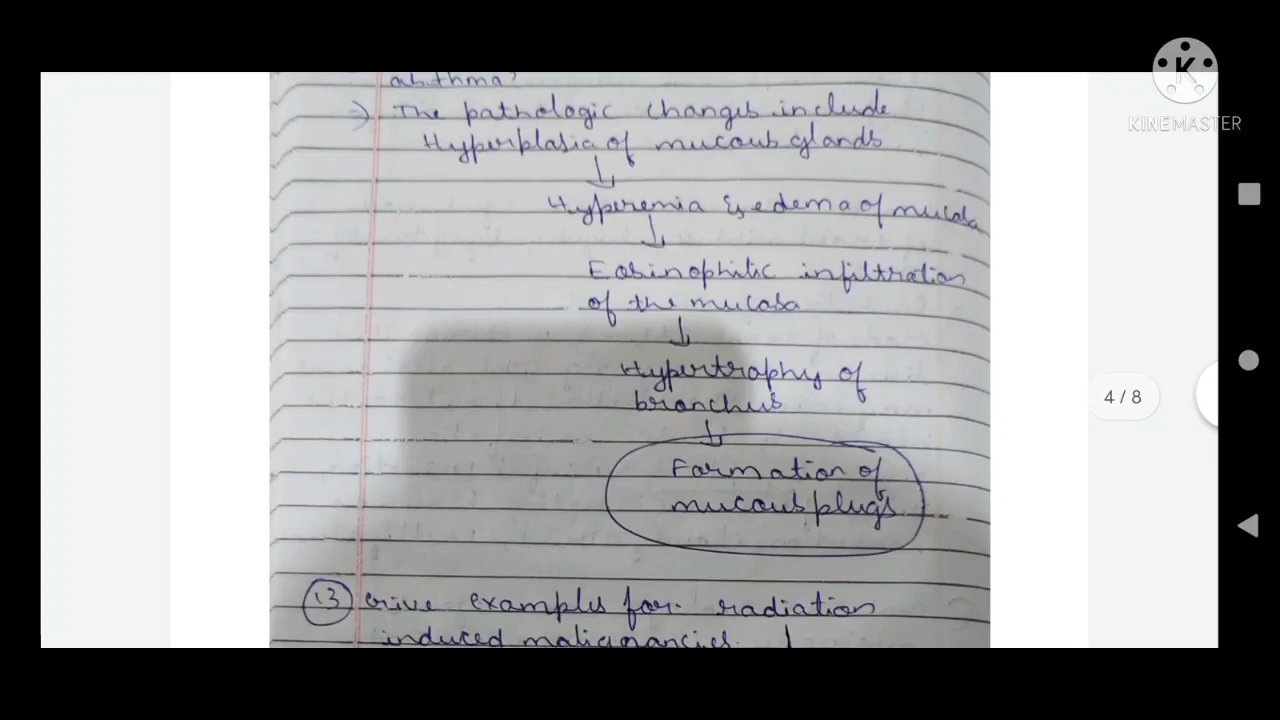 asthma?
→ The pathologic changes include
Hyperplasia of mucous glands
↓
Hyperemia & edema of mucosa
↓
Eosinophilic infiltration
of the mucosa
↓
Hypertrophy of
bronchus
↓
Formation of
mucous plugs
13 Give examples for radiation
induced malignancies.
4 / 8
K
KINEMASTER